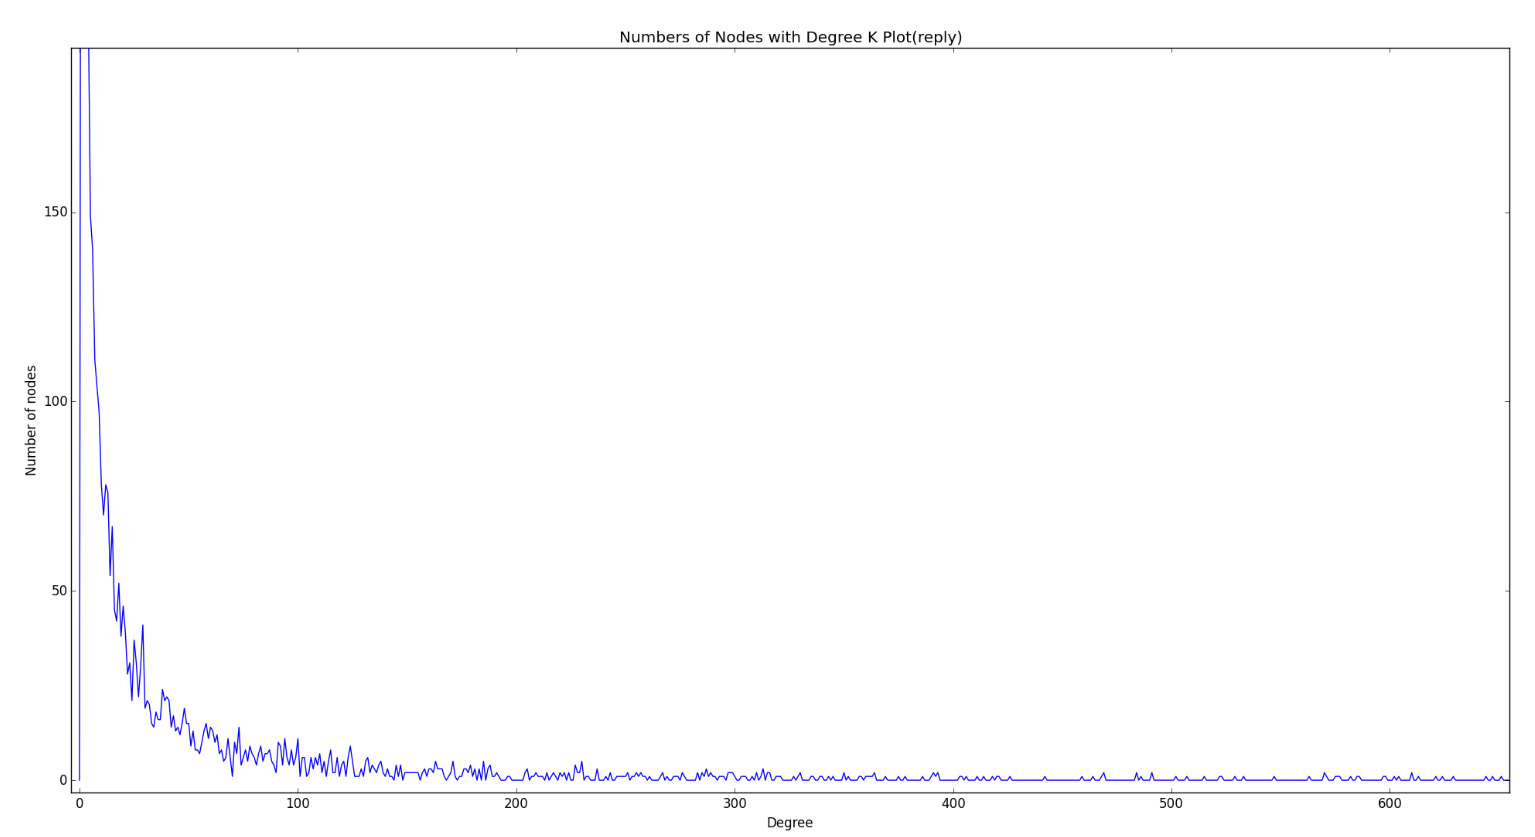 Numbers of Nodes with Degree K Plot(reply)
150
100
50
0
Number of nodes
0 100 200 300 400 500 600
Degree